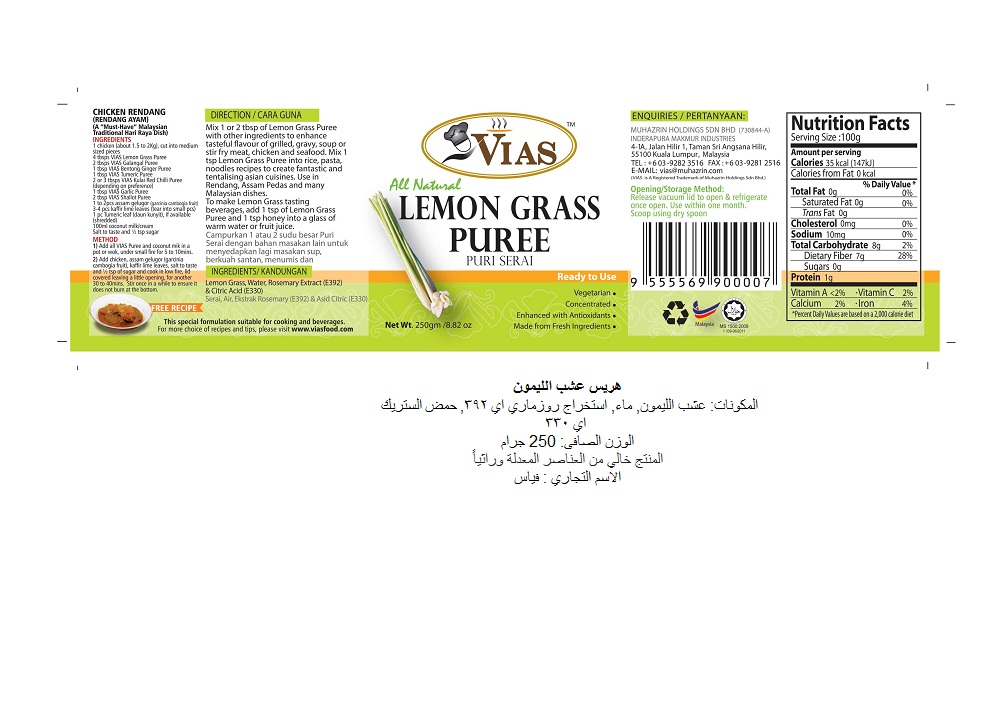 CHICKEN RENDANG
(RENDANG AYAM)
(A "Must-Have" Malaysian
Traditional Hari Raya Dish)
INGREDIENTS
1 chicken (about 1.5 to 2Kg), cut into medium
sized pieces
4 tbsps VIAS Lemon Grass Puree
2 tbsps VIAS Galangal Puree
1 tbsp VIAS Bentong Ginger Puree
1 tbsp VIAS Tumeric Puree
2 or 3 tbsps VIAS Kulai Red Chilli Puree
(depending on preference)
1 tbsp VIAS Garlic Puree
2 tbsp VIAS Shallot Puree
1 to 2pcs assam gelugor (garcinia cambogia fruit)
3-4 pcs kaffir lime leaves (tear into small pcs)
1 pc Tumeric leaf (daun kunyit), if available
(shredded)
100ml coconut milk/cream
Salt to taste and ½ tsp sugar
METHOD
1) Add all VIAS Puree and coconut mik in a
pot or wok, under small fire for 5 to 10mins.
2) Add chicken, assam gelugor (garcinia
cambogia fruit), kaffir lime leaves, salt to taste
and ½ tsp of sugar and cook in low fire, lid
covered leaving a little opening, for another
30 to 40mins. Stir once in a while to ensure it
does not burn at the bottom.
FREE RECIPE
This special formulation suitable for cooking and beverages.
For more choice of recipes and tips, please visit www.viasfood.com
DIRECTION / CARA GUNA
Mix 1 or 2 tbsp of Lemon Grass Puree
with other ingredients to enhance
tasteful flavour of grilled, gravy, soup or
stir fry meat, chicken and seafood. Mix 1
tsp Lemon Grass Puree into rice, pasta,
noodles recipes to create fantastic and
tentalising asian cuisines. Use in
Rendang, Assam Pedas and many
Malaysian dishes.
To make Lemon Grass tasting
beverages, add 1 tsp of Lemon Grass
Puree and 1 tsp honey into a glass of
warm water or fruit juice.
Campurkan 1 atau 2 sudu besar Puri
Serai dengan bahan masakan lain untuk
menyedapkan lagi masakan sup,
berkuah santan, menumis dan
INGREDIENTS/ KANDUNGAN
Lemon Grass, Water, Rosemary Extract (E392)
& Citric Acid (E330)
Serai, Air, Ekstrak Rosemary (E392) & Asid Citric (E330)
VIAS
TM
All Natural
LEMON GRASS
PUREE
PURI SERAI
Ready to Use
Vegetarian •
Concentrated •
Enhanced with Antioxidants •
Made from Fresh Ingredients •
Net Wt. 250gm /8.82 oz
ENQUIRIES / PERTANYAAN:
MUHAZRIN HOLDINGS SDN BHD (730844-A)
INDERAPURA MAKMUR INDUSTRIES
4-1A, Jalan Hilir 1, Taman Sri Angsana Hilir,
55100 Kuala Lumpur, Malaysia
TEL : +6 03-9282 3516 FAX : +6 03-9281 2516
E-MAIL: vias@muhazrin.com
(VIAS is A Registered Trademark of Muhazrin Holdings Sdn Bhd.)
Opening/Storage Method:
Release vacuum lid to open & refrigerate
once open. Use within one month.
Scoop using dry spoon
9 555569 900007
Malaysia
MS 1500:2009
Nutrition Facts
Serving Size :100g
Amount per serving
Calories 35 kcal (147kJ)
Calories from Fat 0 kcal
% Daily Value *
Total Fat 0g 0%
Saturated Fat 0g 0%
Trans Fat 0g
Cholesterol 0mg 0%
Sodium 10mg 0%
Total Carbohydrate 8g 2%
Dietary Fiber 7g 28%
Sugars 0g
Protein 1g
Vitamin A <2% ·Vitamin C 2%
Calcium 2% ·Iron 4%
*Percent Daily Values are based on a 2,000 calorie diet
هريس عشب الليمون
المكونات: عشب الليمون, ماء, استخراج روزماري اي ٣٩٢, حمض الستريك
اي ٣٣٠
الوزن الصافى: 250 جرام
المنتج خالي من العناصر المعدلة وراثياً
الاسم التجاري : فياس